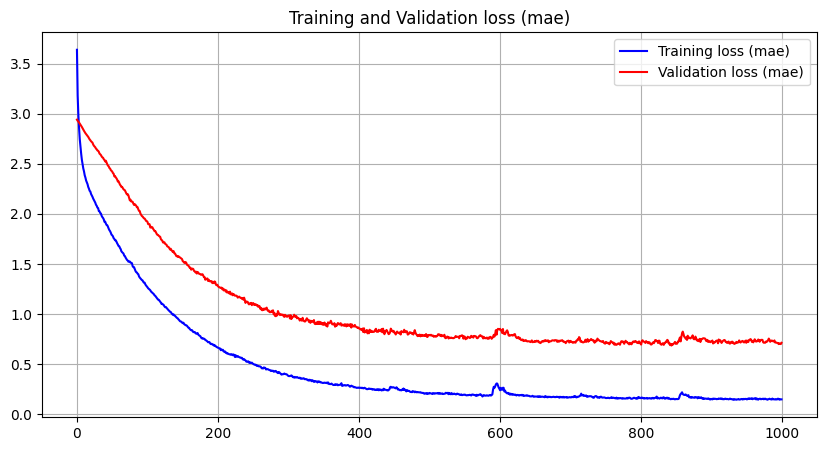 Training and Validation loss (mae)
Training loss (mae)
Validation loss (mae)
3.5
3.0
2.5
2.0
1.5
1.0
0.5
0.0
0 200 400 600 800 1000